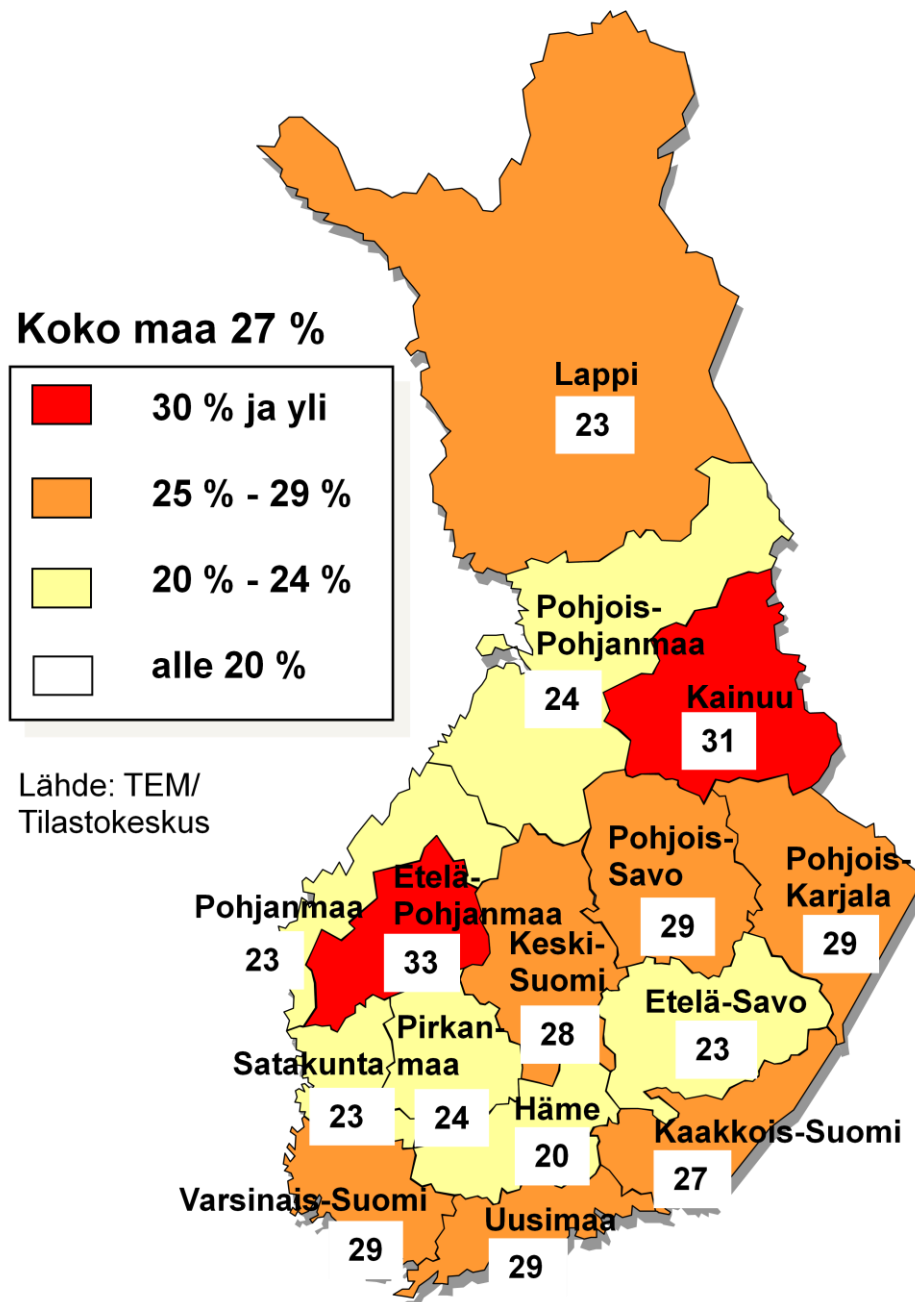 Koko maa 27 %
30 % ja yli
25 % - 29 %
20 % - 24 %
alle 20 %
Lähde: TEM/
Tilastokeskus
Lappi
23
Pohjois-
Pohjanmaa
24
Kainuu
31
Pohjois-
Savo
29
Pohjois-
Karjala
29
Pohjanmaa
23
Etelä-
Pohjanmaa
33
Keski-
Suomi
28
Etelä-Savo
23
Satakunta
23
Pirkan-
maa
24
Häme
20
Kaakkois-Suomi
27
Varsinais-Suomi
29
Uusimaa
29